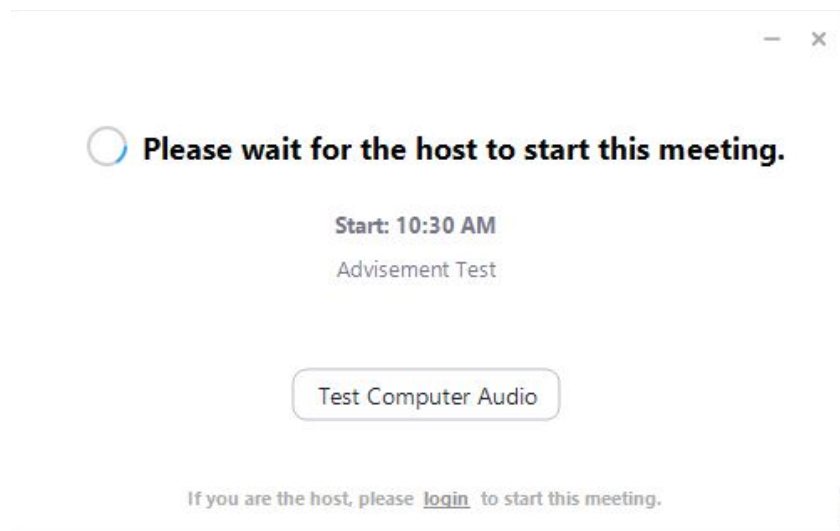 Please wait for the host to start this meeting.
Start: 10:30 AM
Advisement Test
Test Computer Audio
If you are the host, please login to start this meeting.